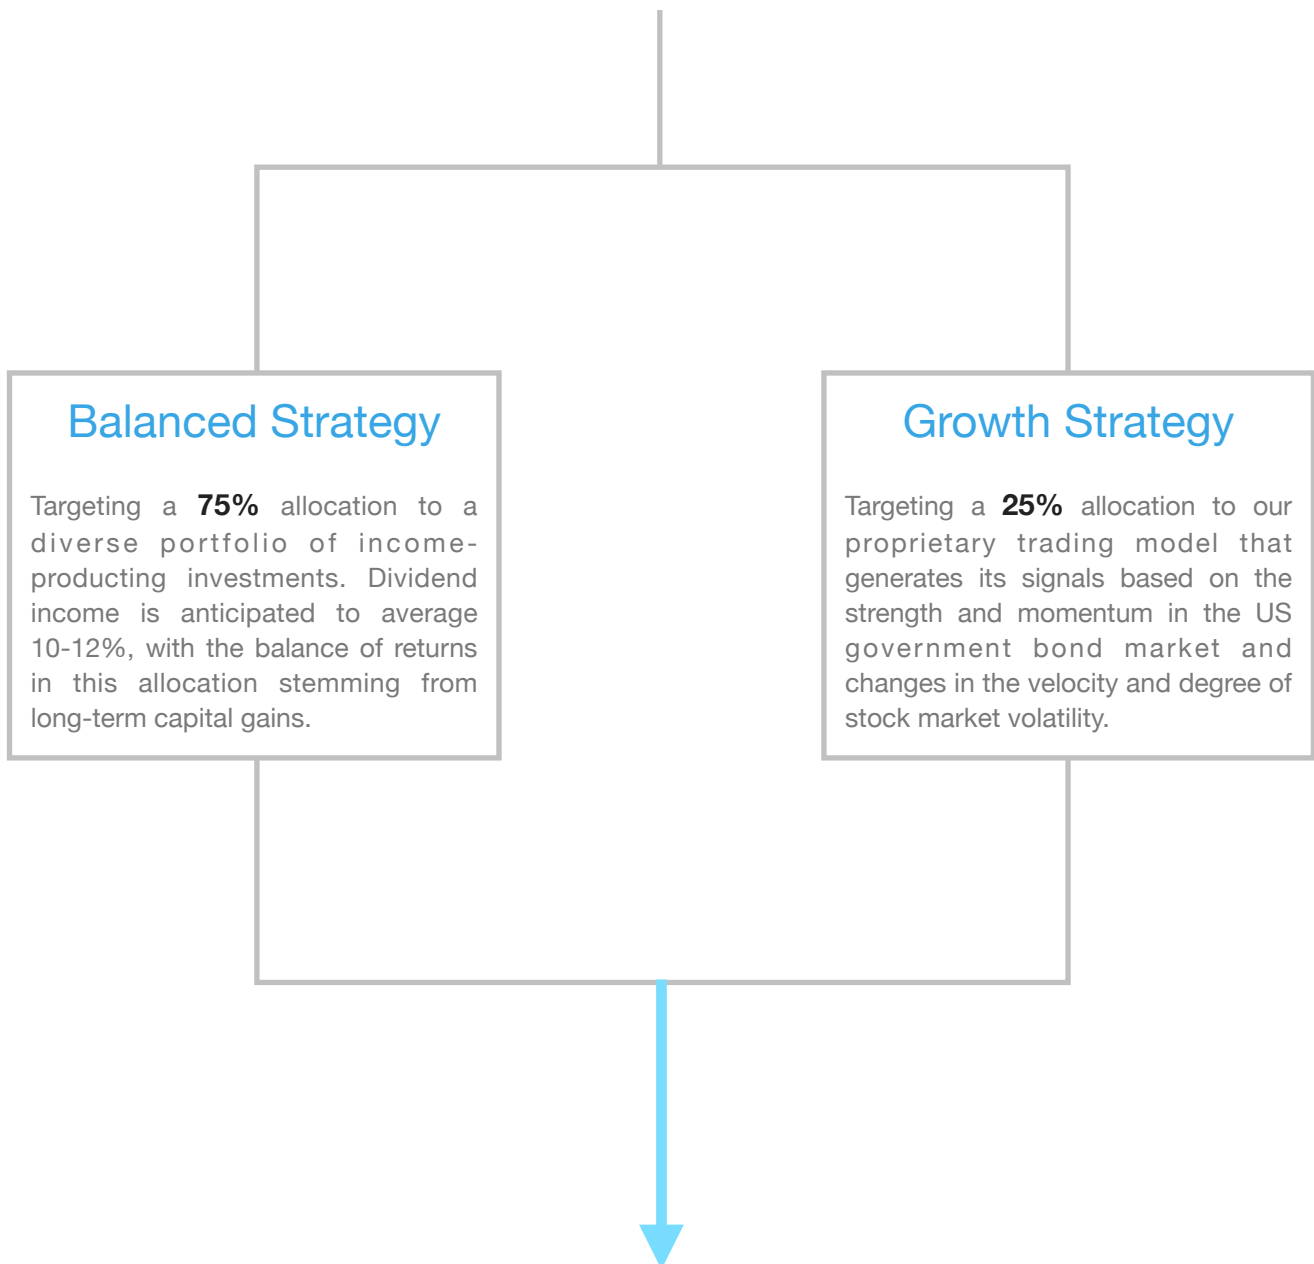 Balanced Strategy
Targeting a 75% allocation to a
diverse portfolio of income-
producting investments. Dividend
income is anticipated to average
10-12%, with the balance of returns
in this allocation stemming from
long-term capital gains.
Growth Strategy
Targeting a 25% allocation to our
proprietary trading model that
generates its signals based on the
strength and momentum in the US
government bond market and
changes in the velocity and degree of
stock market volatility.